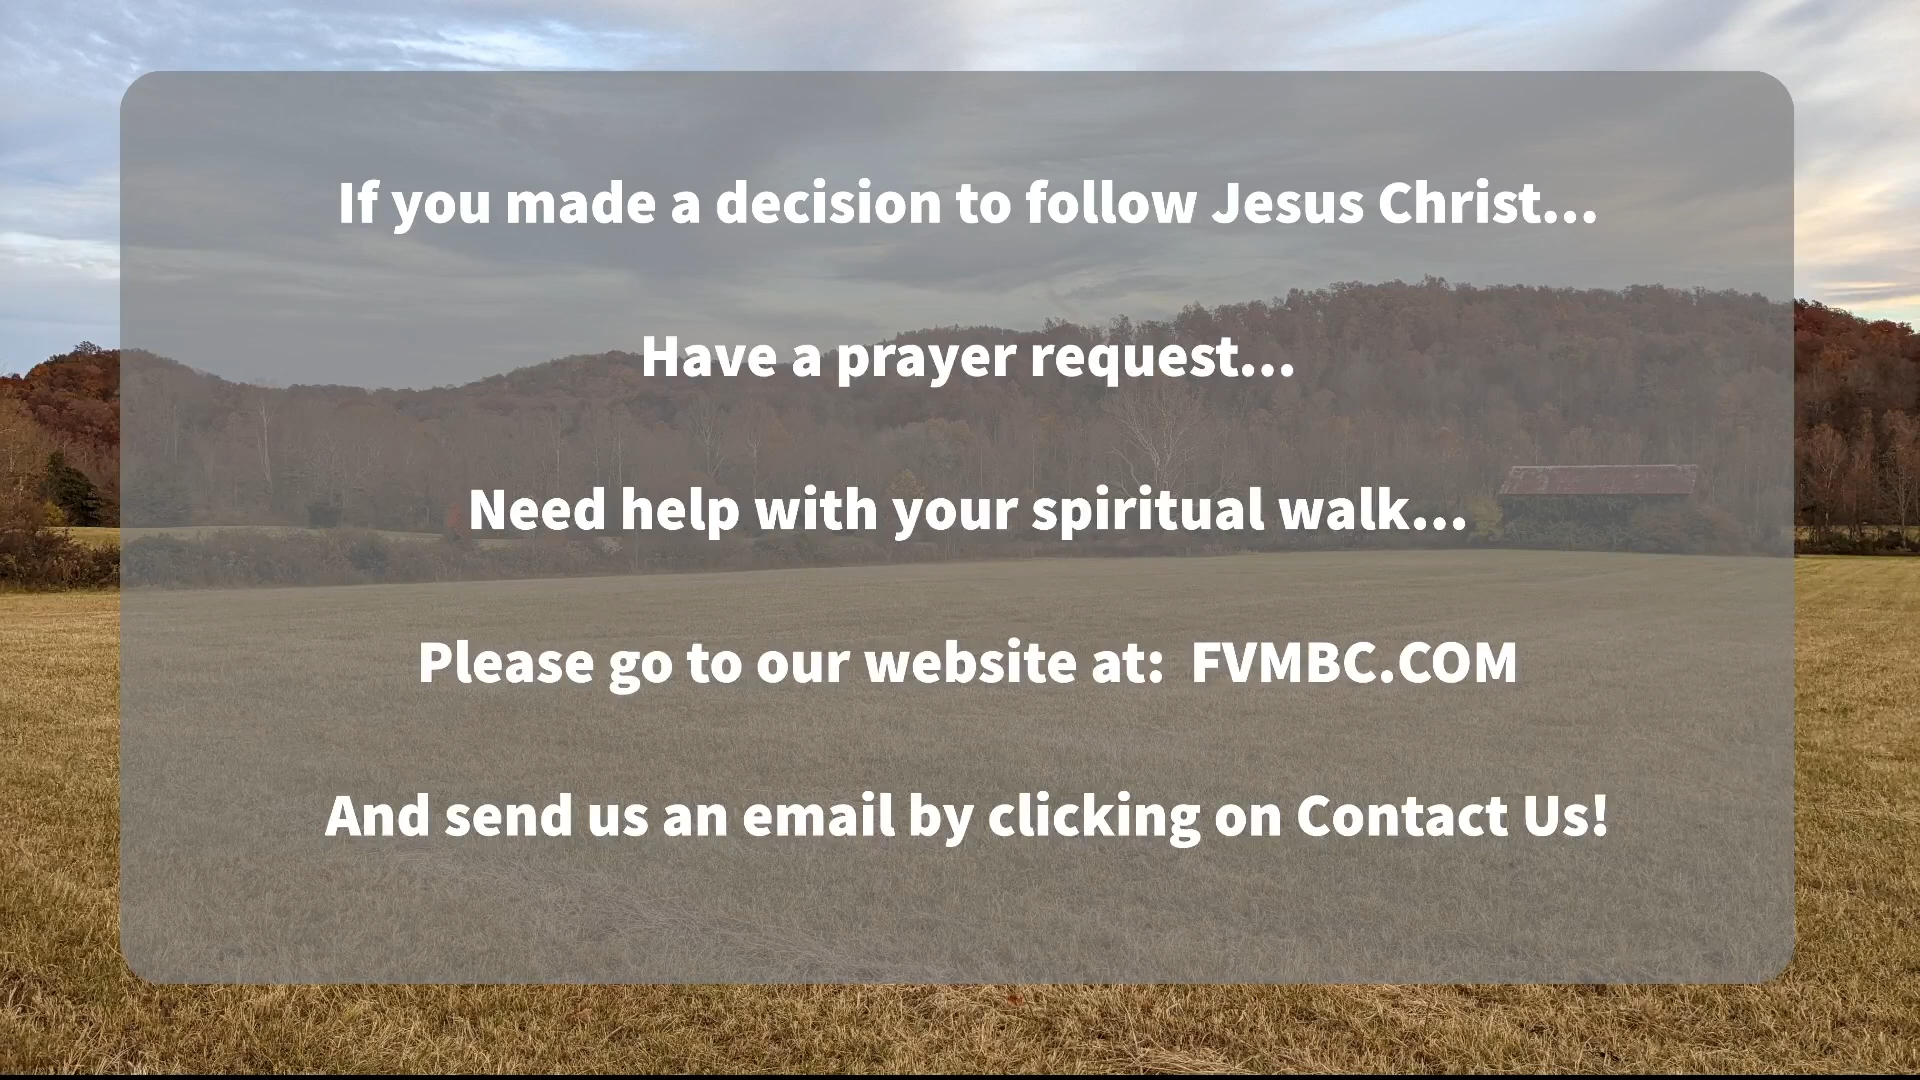 If you made a decision to follow Jesus Christ...
Have a prayer request...
Need help with your spiritual walk...
Please go to our website at:  FVMBC.COM
And send us an email by clicking on Contact Us!